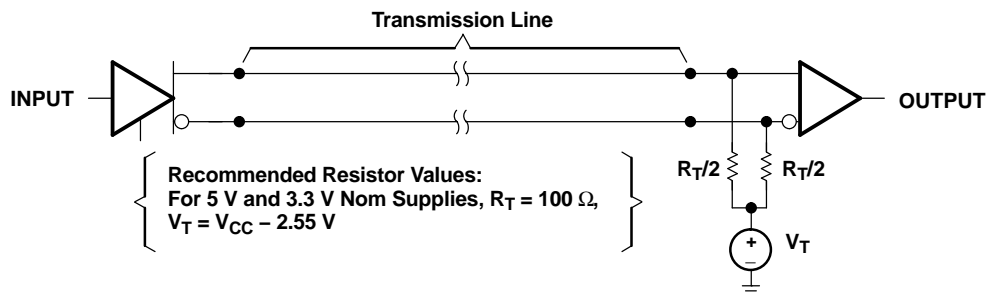 Transmission Line
INPUT
OUTPUT
Recommended Resistor Values:
For 5 V and 3.3 V Nom Supplies, RT = 100 Ω,
VT = VCC – 2.55 V
RT/2
RT/2
+
–
VT